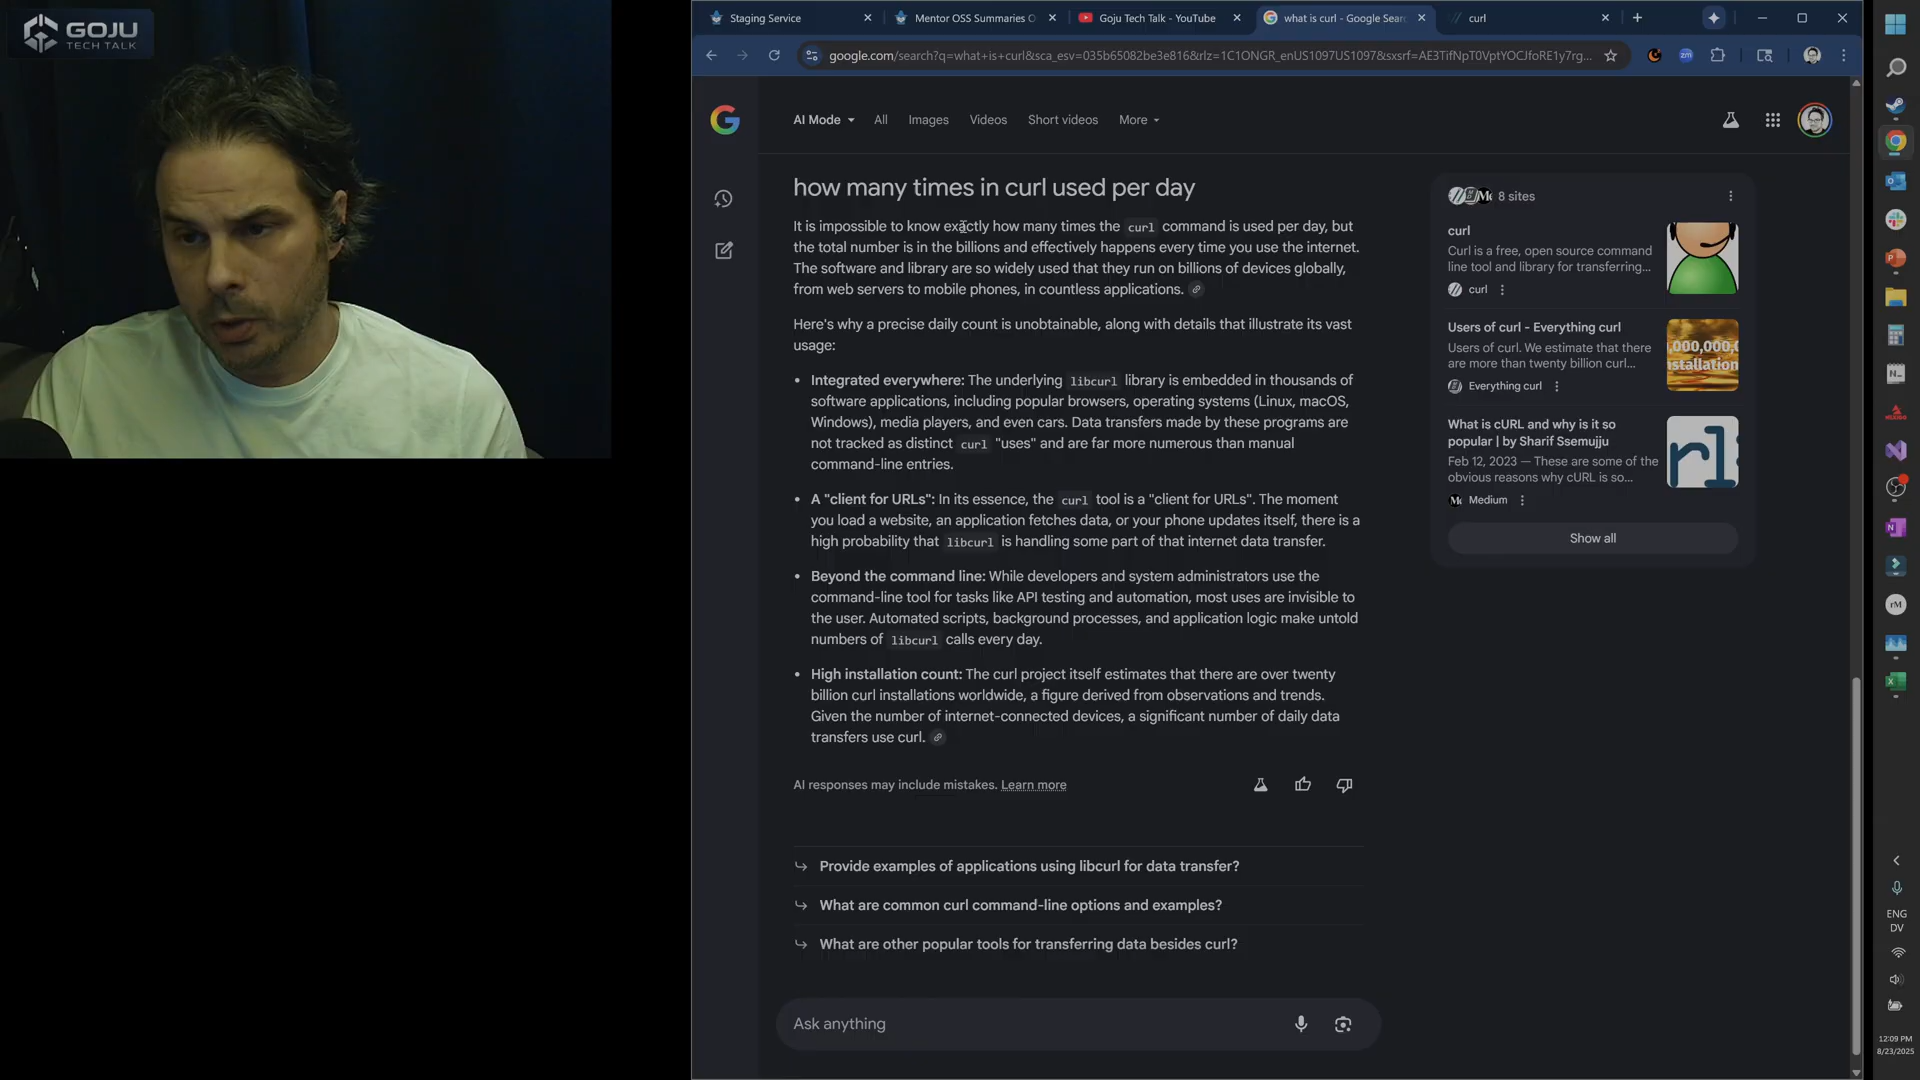 GOJU
TECH TALK
Staging Service
Mentor OSS Summaries O
Goju Tech Talk - YouTube
what is curl - Google Sear
curl
google.com/search?q=what+is+curl&sca_esv=035b65082be3e816&rlz=1C1ONGR_enUS1097US1097&sxsrf=AE3TifNpT0VptYOCJfoRE1y7rg...
AI Mode
All
Images
Videos
Short videos
More
how many times in curl used per day
It is impossible to know exactly how many times the curl command is used per day, but
the total number is in the billions and effectively happens every time you use the internet.
The software and library are so widely used that they run on billions of devices globally,
from web servers to mobile phones, in countless applications.
Here's why a precise daily count is unobtainable, along with details that illustrate its vast
usage:
• Integrated everywhere: The underlying libcurl library is embedded in thousands of
software applications, including popular browsers, operating systems (Linux, macOS,
Windows), media players, and even cars. Data transfers made by these programs are
not tracked as distinct curl "uses" and are far more numerous than manual
command-line entries.
• A "client for URLs": In its essence, the curl tool is a "client for URLs". The moment
you load a website, an application fetches data, or your phone updates itself, there is a
high probability that libcurl is handling some part of that internet data transfer.
• Beyond the command line: While developers and system administrators use the
command-line tool for tasks like API testing and automation, most uses are invisible to
the user. Automated scripts, background processes, and application logic make untold
numbers of libcurl calls every day.
• High installation count: The curl project itself estimates that there are over twenty
billion curl installations worldwide, a figure derived from observations and trends.
Given the number of internet-connected devices, a significant number of daily data
transfers use curl.
AI responses may include mistakes. Learn more
Provide examples of applications using libcurl for data transfer?
What are common curl command-line options and examples?
What are other popular tools for transferring data besides curl?
Ask anything
8 sites
curl
Curl is a free, open source command
line tool and library for transferring...
curl
Users of curl - Everything curl
Users of curl. We estimate that there
are more than twenty billion curl...
Everything curl
,000,000,
nstallation
What is cURL and why is it so
popular | by Sharif Ssemujju
Feb 12, 2023 — These are some of the
obvious reasons why cURL is so...
Medium
rl:
Show all
zm
rM
ENG
DV
12:09 PM
8/23/2025